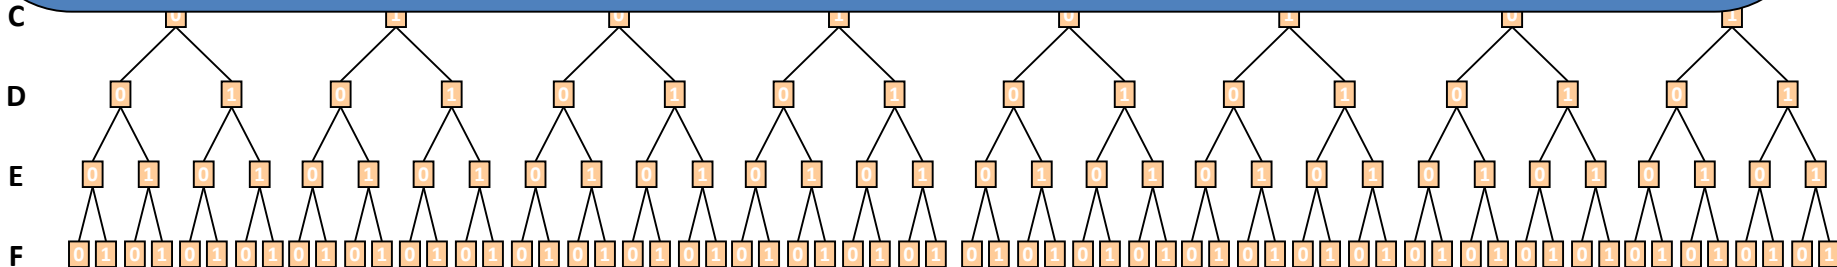 C 0 1 0 1 0 1 0 1
D 0 1 0 1 0 1 0 1 0 1 0 1 0 1 0 1
E 0 1 0 1 0 1 0 1 0 1 0 1 0 1 0 1 0 1 0 1 0 1 0 1 0 1 0 1 0 1 0 1
F 0 1 0 1 0 1 0 1 0 1 0 1 0 1 0 1 0 1 0 1 0 1 0 1 0 1 0 1 0 1 0 1 0 1 0 1 0 1 0 1 0 1 0 1 0 1 0 1 0 1 0 1 0 1 0 1 0 1 0 1 0 1 0 1